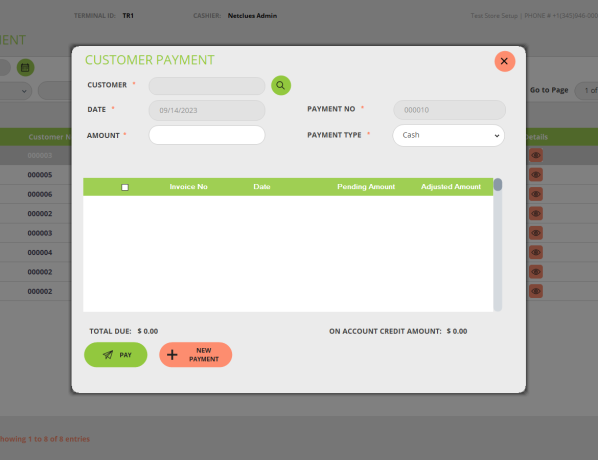 TERMINAL ID: TR1 CASHIER: Netclues Admin Test Store Setup | PHONE # +1(345)946-000
MENT
CUSTOMER PAYMENT
CUSTOMER *
Go to Page 1 of
DATE * 09/14/2023 PAYMENT NO * 000010
AMOUNT * PAYMENT TYPE * Cash
Customer N
Invoice No Date Pending Amount Adjusted Amount
000003
000005
000006
000002
000003
000004
000002
000002
TOTAL DUE: $ 0.00 ON ACCOUNT CREDIT AMOUNT: $ 0.00
PAY
NEW
PAYMENT
howing 1 to 8 of 8 entries